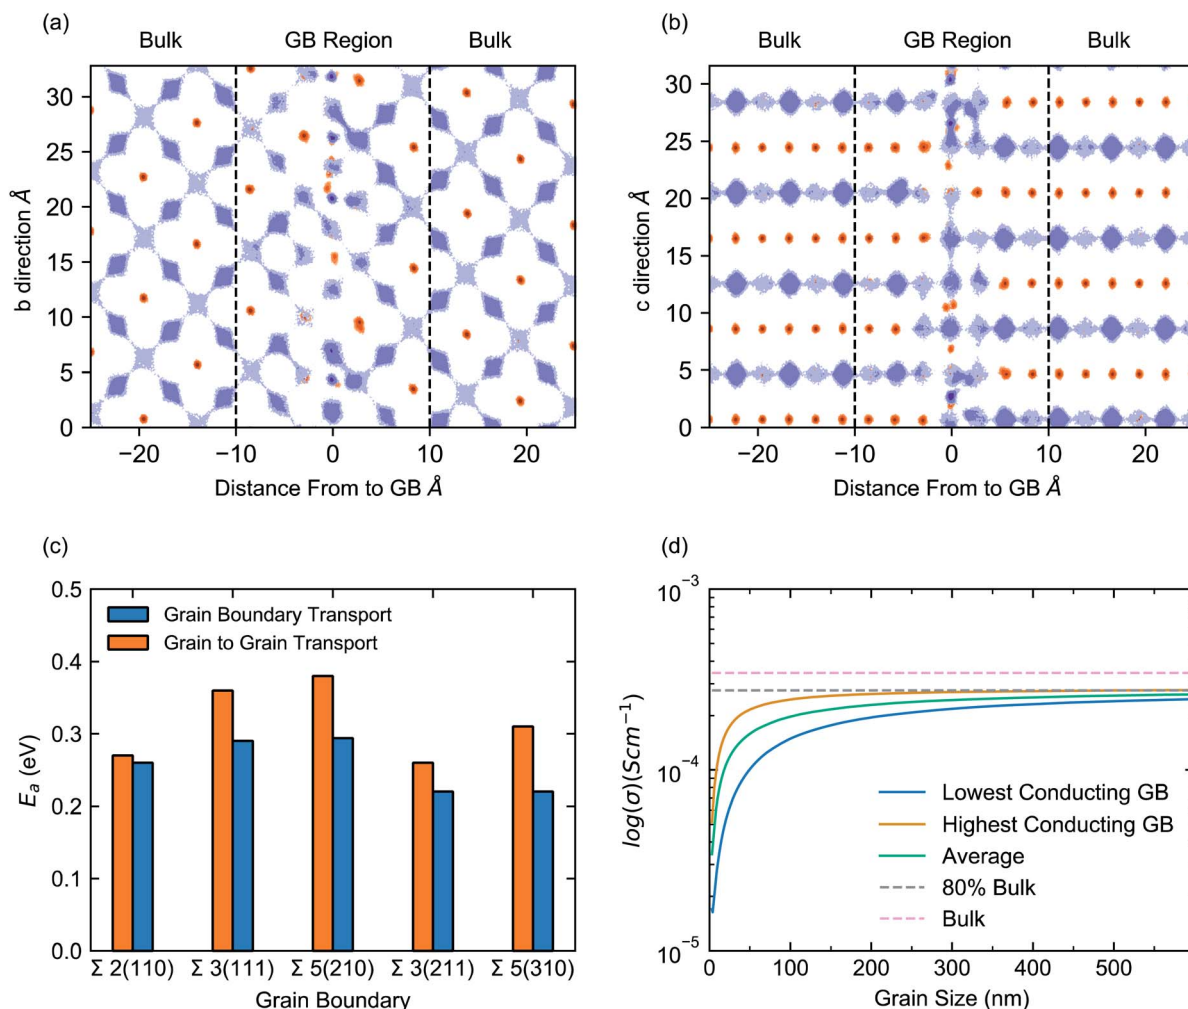 (a)
Bulk GB Region Bulk
30
25
20
15
10
5
0
b direction Å
−20 −10 0 10 20
Distance From to GB Å
(b)
Bulk GB Region Bulk
30
25
20
15
10
5
0
c direction Å
−20 −10 0 10 20
Distance From to GB Å
(c)
0.5
0.4
0.3
0.2
0.1
0.0
E_a (eV)
Grain Boundary Transport
Grain to Grain Transport
Σ 2(110) Σ 3(111) Σ 5(210) Σ 3(211) Σ 5(310)
Grain Boundary
(d)
10⁻³
10⁻⁴
10⁻⁵
log(σ)(Scm⁻¹)
Lowest Conducting GB
Highest Conducting GB
Average
80% Bulk
Bulk
0 100 200 300 400 500
Grain Size (nm)